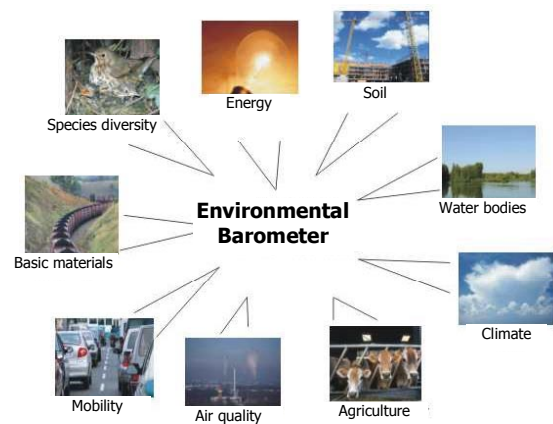 Energy
Soil
Species diversity
Water bodies
Environmental
Barometer
Basic materials
Climate
Mobility
Air quality
Agriculture